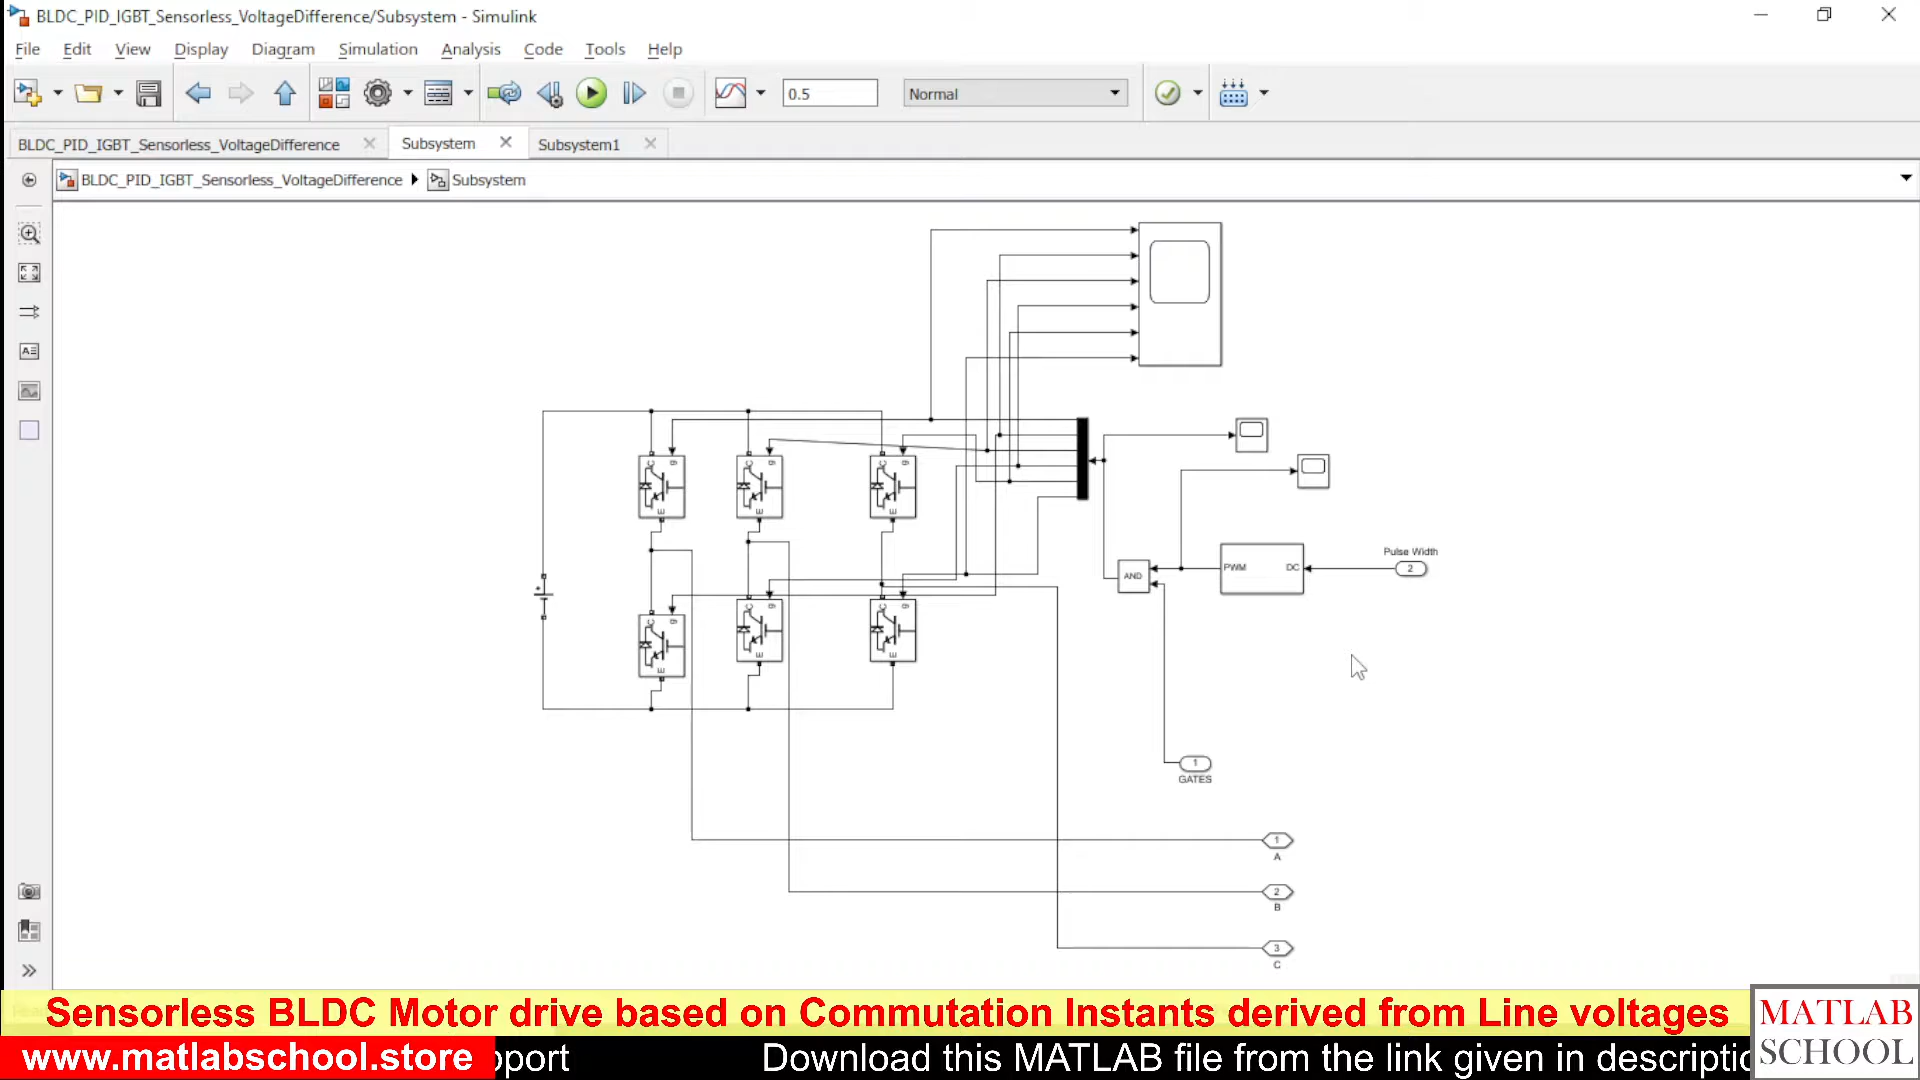 BLDC_PID_IGBT_Sensorless_VoltageDifference/Subsystem - Simulink
File Edit View Display Diagram Simulation Analysis Code Tools Help
0.5 Normal
BLDC_PID_IGBT_Sensorless_VoltageDifference Subsystem Subsystem1
BLDC_PID_IGBT_Sensorless_VoltageDifference Subsystem
C g C g C g
E E E
Pulse Width
2
PWM DC
AND
C g C g C g
E E E
1
GATES
1
A
2
B
3
C
Sensorless BLDC Motor drive based on Commutation Instants derived from Line voltages
MATLAB
SCHOOL
www.matlabschool.store pport Download this MATLAB file from the link given in descriptio